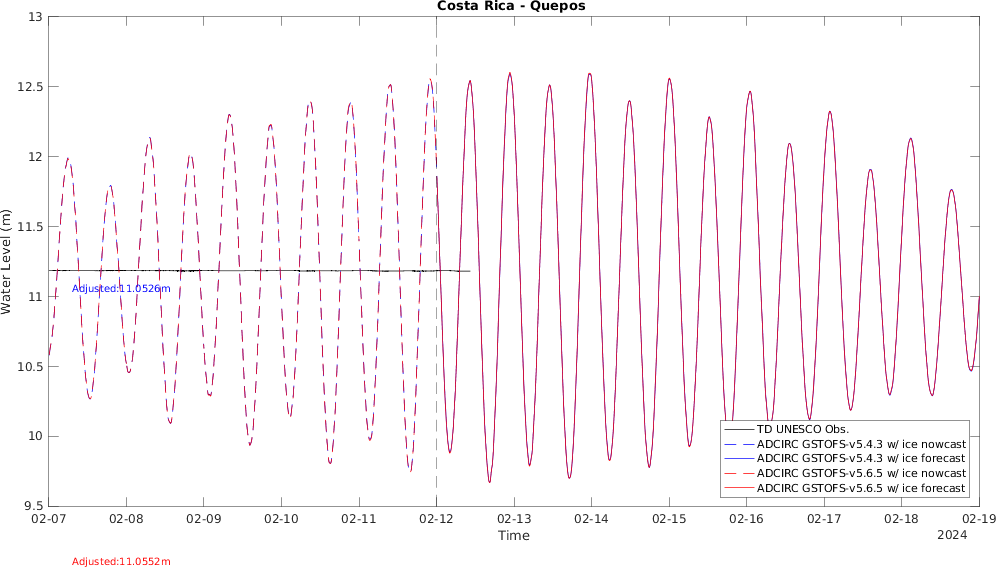 Costa Rica - Quepos
13
12.5
12
11.5
11
10.5
10
9.5
Water Level (m)
Adjusted:11.0526m
TD UNESCO Obs.
ADCIRC GSTOFS-v5.4.3 w/ ice nowcast
ADCIRC GSTOFS-v5.4.3 w/ ice forecast
ADCIRC GSTOFS-v5.6.5 w/ ice nowcast
ADCIRC GSTOFS-v5.6.5 w/ ice forecast
02-07 02-08 02-09 02-10 02-11 02-12 02-13 02-14 02-15 02-16 02-17 02-18 02-19
Time
2024
Adjusted:11.0552m